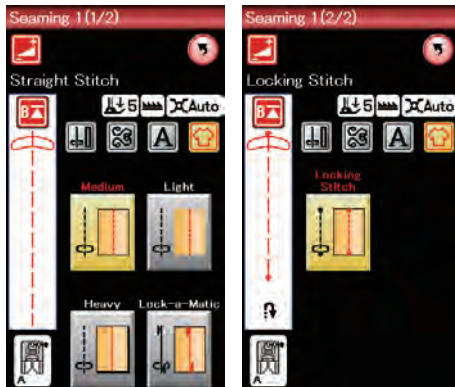 Seaming 1(1/2)
Straight Stitch
B
5
Auto
A
Medium
Light
Heavy
Lock-a-Matic
A
Seaming 1(2/2)
Locking Stitch
B
5
Auto
A
Locking
Stitch
A